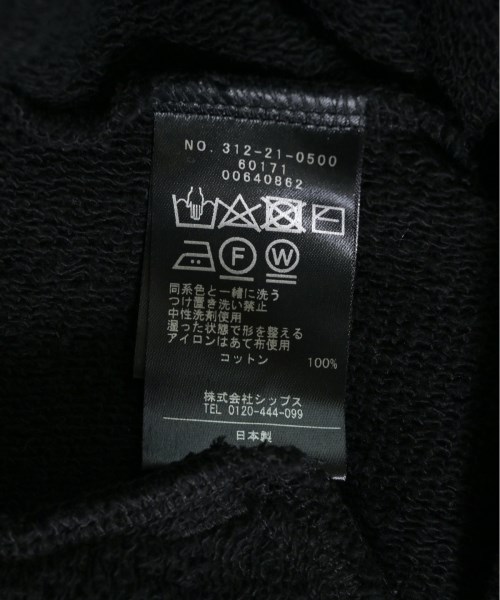 NO. 312-21-0500
60171
00640862
F W
同系色と一緒に洗う
つけ置き洗い禁止
中性洗剤使用
湿った状態で形を整える
アイロンはあて布使用
コットン 100%
株式会社シップス
TEL 0120-444-099
日本製